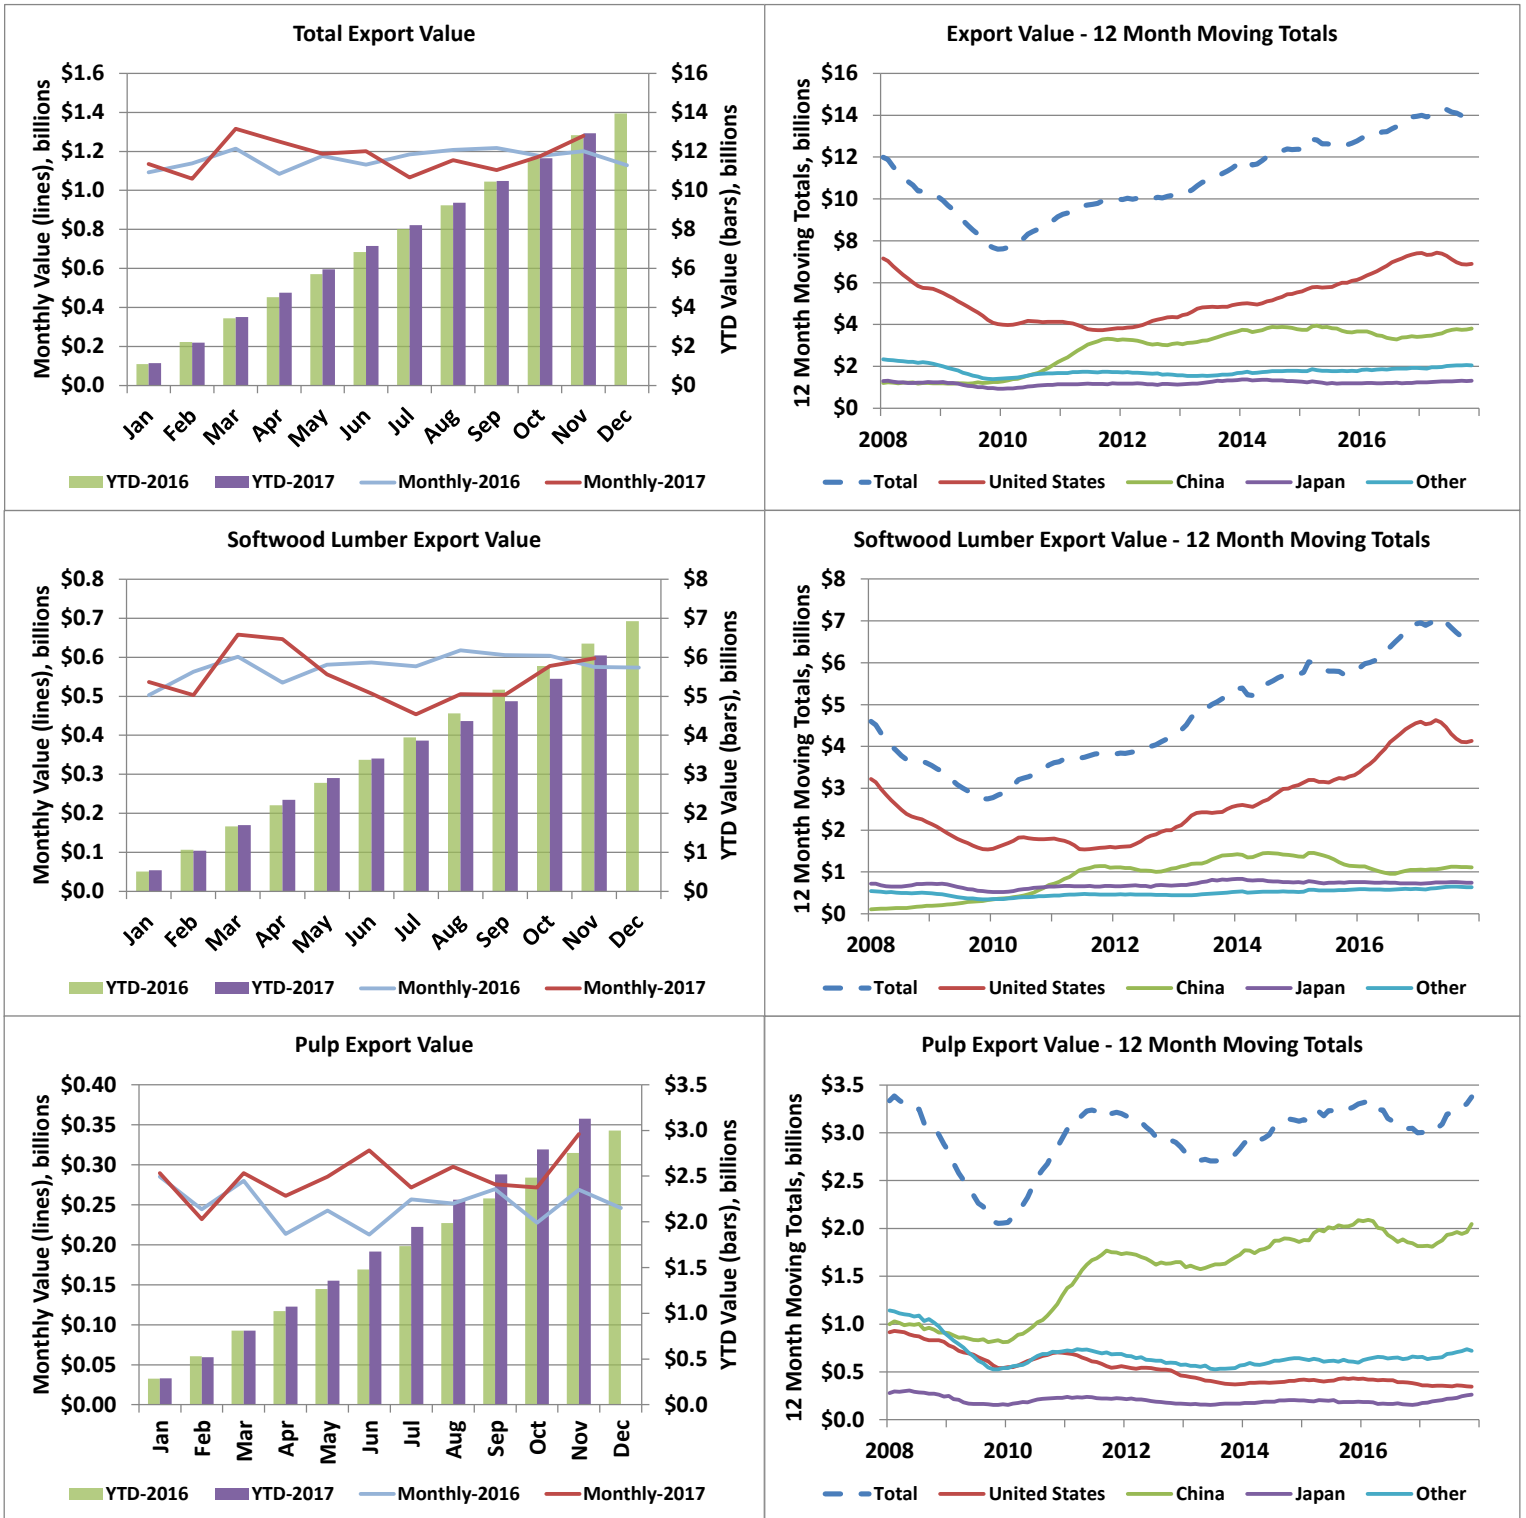 Total Export Value
Monthly Value (lines), billions
$1.6
$1.4
$1.2
$1.0
$0.8
$0.6
$0.4
$0.2
$0.0
$16
$14
$12
$10
$8
$6
$4
$2
$0
YTD Value (bars), billions
Jan Feb Mar Apr May Jun Jul Aug Sep Oct Nov Dec
YTD-2016 YTD-2017 Monthly-2016 Monthly-2017
Export Value - 12 Month Moving Totals
12 Month Moving Totals, billions
$16
$14
$12
$10
$8
$6
$4
$2
$0
2008 2010 2012 2014 2016
Total United States China Japan Other
Softwood Lumber Export Value
Monthly Value (lines), billions
$0.8
$0.7
$0.6
$0.5
$0.4
$0.3
$0.2
$0.1
$0.0
$8
$7
$6
$5
$4
$3
$2
$1
$0
YTD Value (bars), billions
Jan Feb Mar Apr May Jun Jul Aug Sep Oct Nov Dec
YTD-2016 YTD-2017 Monthly-2016 Monthly-2017
Softwood Lumber Export Value - 12 Month Moving Totals
12 Month Moving Totals, billions
$8
$7
$6
$5
$4
$3
$2
$1
$0
2008 2010 2012 2014 2016
Total United States China Japan Other
Pulp Export Value
Monthly Value (lines), billions
$0.40
$0.35
$0.30
$0.25
$0.20
$0.15
$0.10
$0.05
$0.00
$3.5
$3.0
$2.5
$2.0
$1.5
$1.0
$0.5
$0.0
YTD Value (bars), billions
Jan Feb Mar Apr May Jun Jul Aug Sep Oct Nov Dec
YTD-2016 YTD-2017 Monthly-2016 Monthly-2017
Pulp Export Value - 12 Month Moving Totals
12 Month Moving Totals, billions
$3.5
$3.0
$2.5
$2.0
$1.5
$1.0
$0.5
$0.0
2008 2010 2012 2014 2016
Total United States China Japan Other